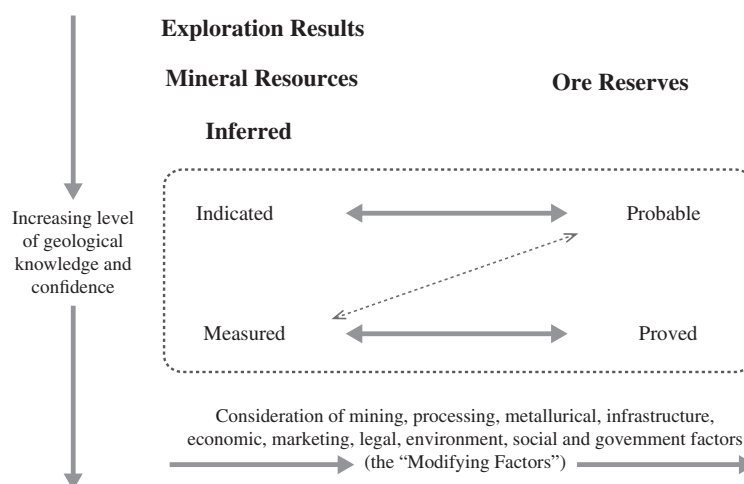 Exploration Results
Mineral Resources
Ore Reserves
Inferred
Increasing level
of geological
knowledge and
confidence
Indicated
Probable
Measured
Proved
Consideration of mining, processing, metallurical, infrastructure,
economic, marketing, legal, environment, social and government factors
(the “Modifying Factors”)